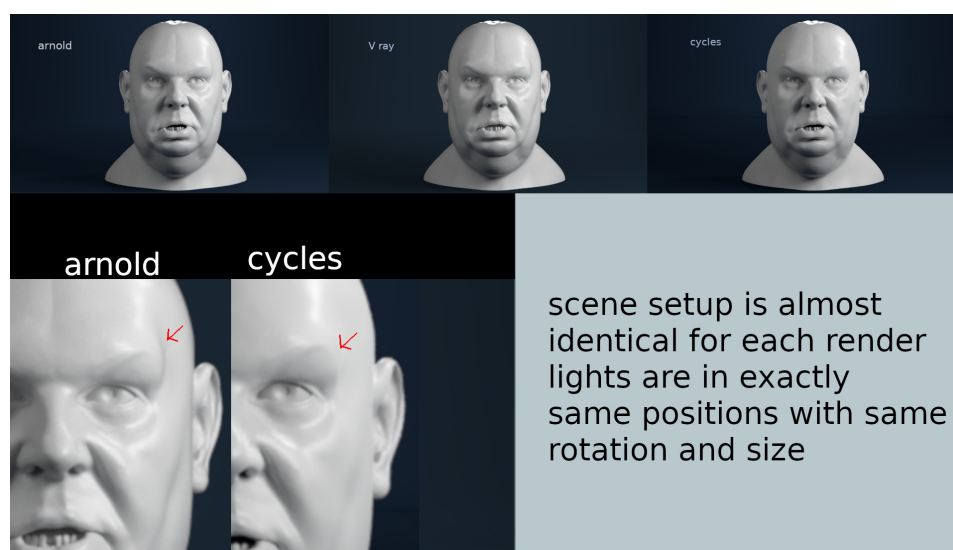 arnold
V ray
cycles
arnold
cycles
scene setup is almost
identical for each render
lights are in exactly
same positions with same
rotation and size